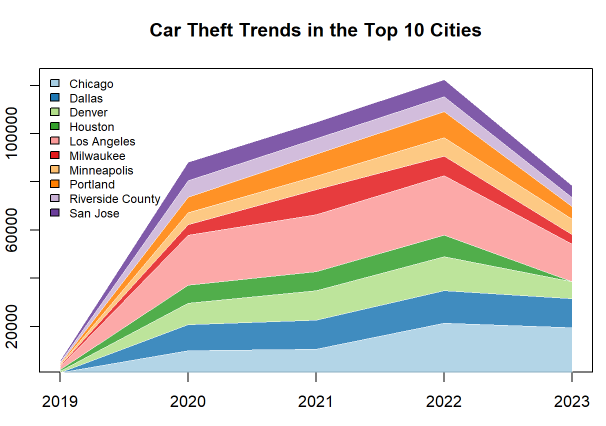 Car Theft Trends in the Top 10 Cities
Chicago
Dallas
Denver
Houston
Los Angeles
Milwaukee
Minneapolis
Portland
Riverside County
San Jose
100000
60000
20000
2019 2020 2021 2022 2023